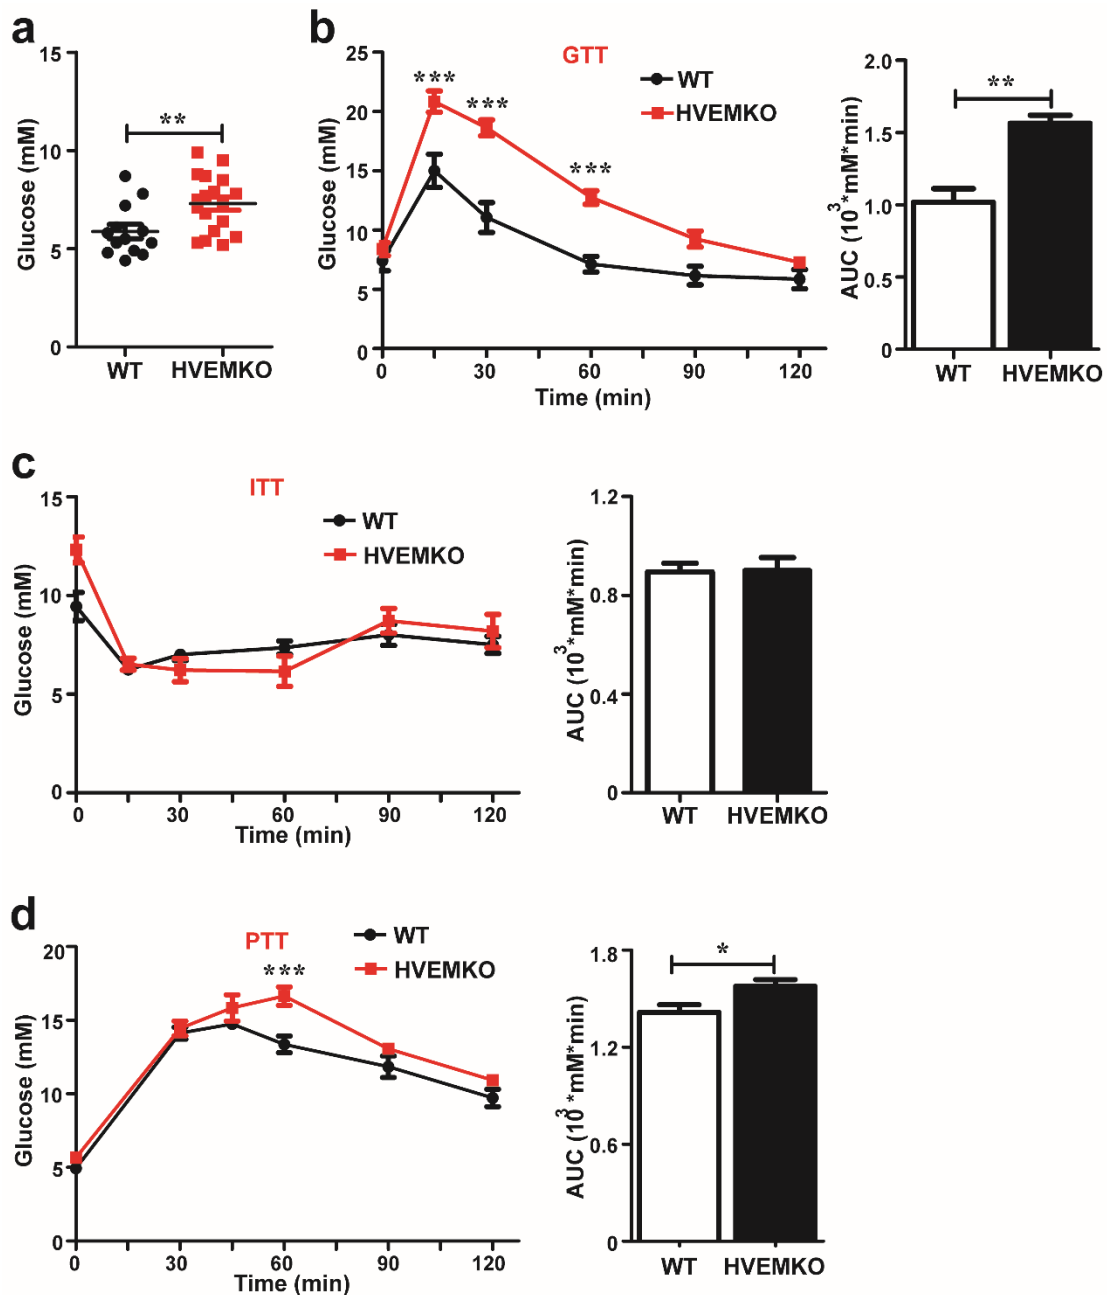 a
15
10
5
0
Glucose (mM)
**
WT
HVEMKO
b
GTT
25
20
15
10
5
0
Glucose (mM)
***
***
***
WT
HVEMKO
0
30
60
90
120
Time (min)
2.0
1.5
1.0
0.5
0
AUC (10³*mM*min)
**
WT
HVEMKO
c
ITT
15
10
5
0
Glucose (mM)
WT
HVEMKO
0
30
60
90
120
Time (min)
1.2
0.8
0.4
0
AUC (10³*mM*min)
WT
HVEMKO
d
PTT
20
15
10
5
0
Glucose (mM)
***
WT
HVEMKO
0
30
60
90
120
Time (min)
1.8
1.2
0.6
0
AUC (10³*mM*min)
*
WT
HVEMKO